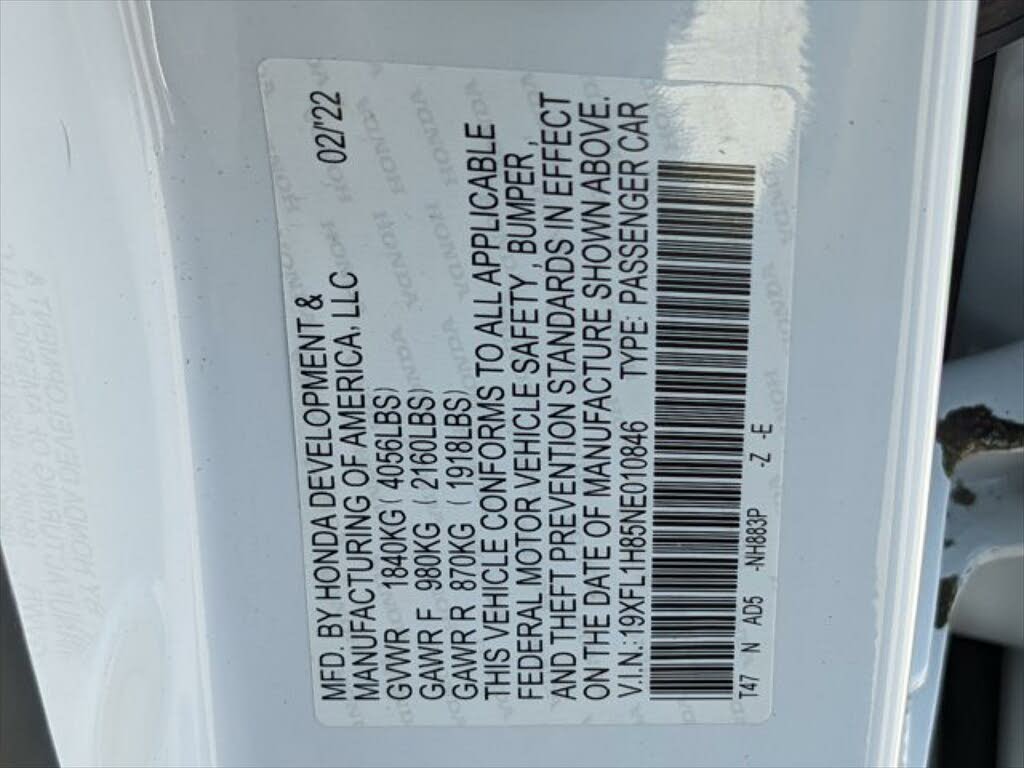 MFD. BY HONDA DEVELOPMENT & 02/'22
MANUFACTURING OF AMERICA, LLC
GVWR 1840KG ( 4056LBS)
GAWR F 980KG ( 2160LBS)
GAWR R 870KG ( 1918LBS)
THIS VEHICLE CONFORMS TO ALL APPLICABLE
FEDERAL MOTOR VEHICLE SAFETY, BUMPER,
AND THEFT PREVENTION STANDARDS IN EFFECT
ON THE DATE OF MANUFACTURE SHOWN ABOVE.
V.I.N.:19XFL1H85NE010846 TYPE: PASSENGER CAR
T47 N AD5 -NH883P -Z -E